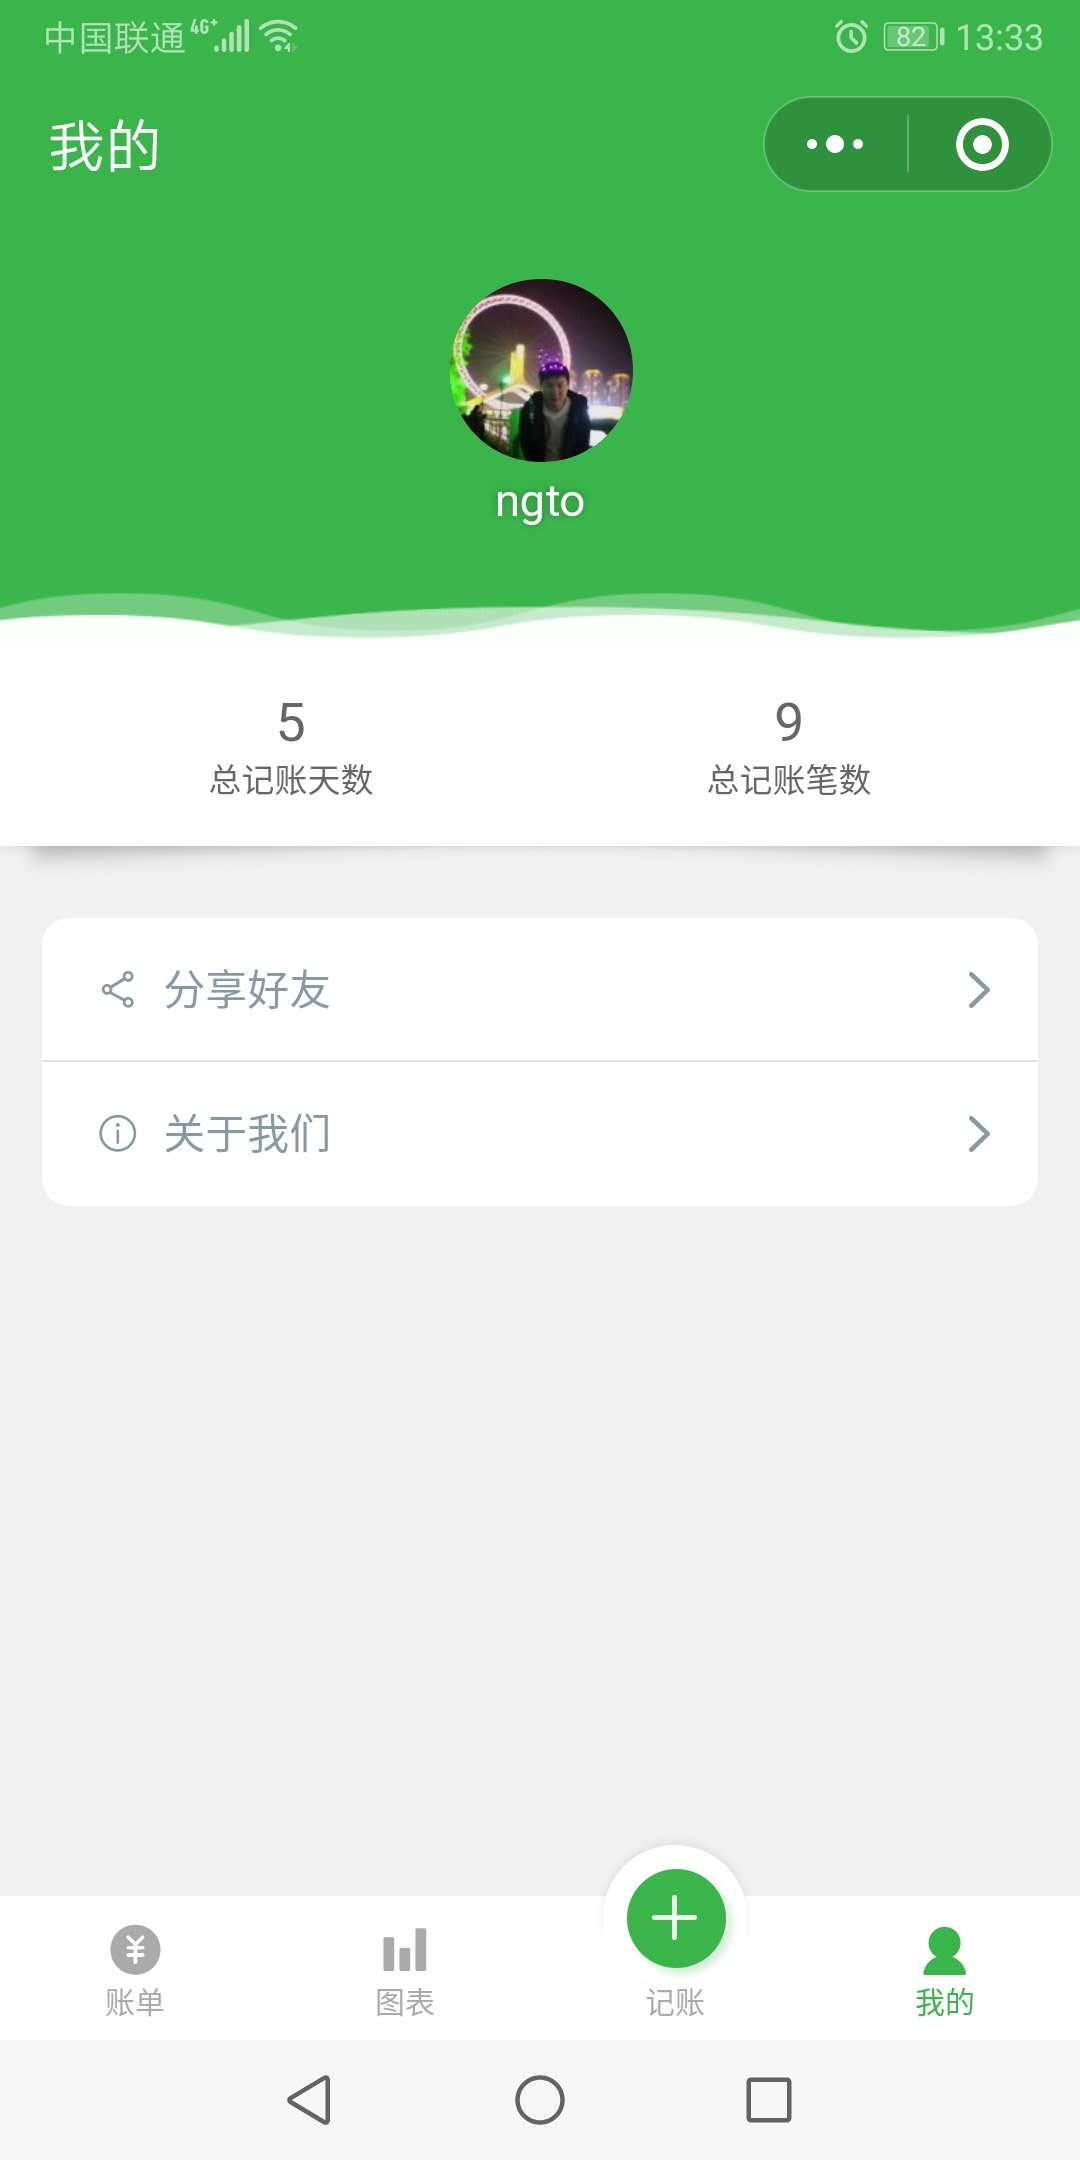 中国联通 4G+ 82 13:33
我的
ngto
5 9
总记账天数 总记账笔数
分享好友
关于我们
账单 图表 记账 我的